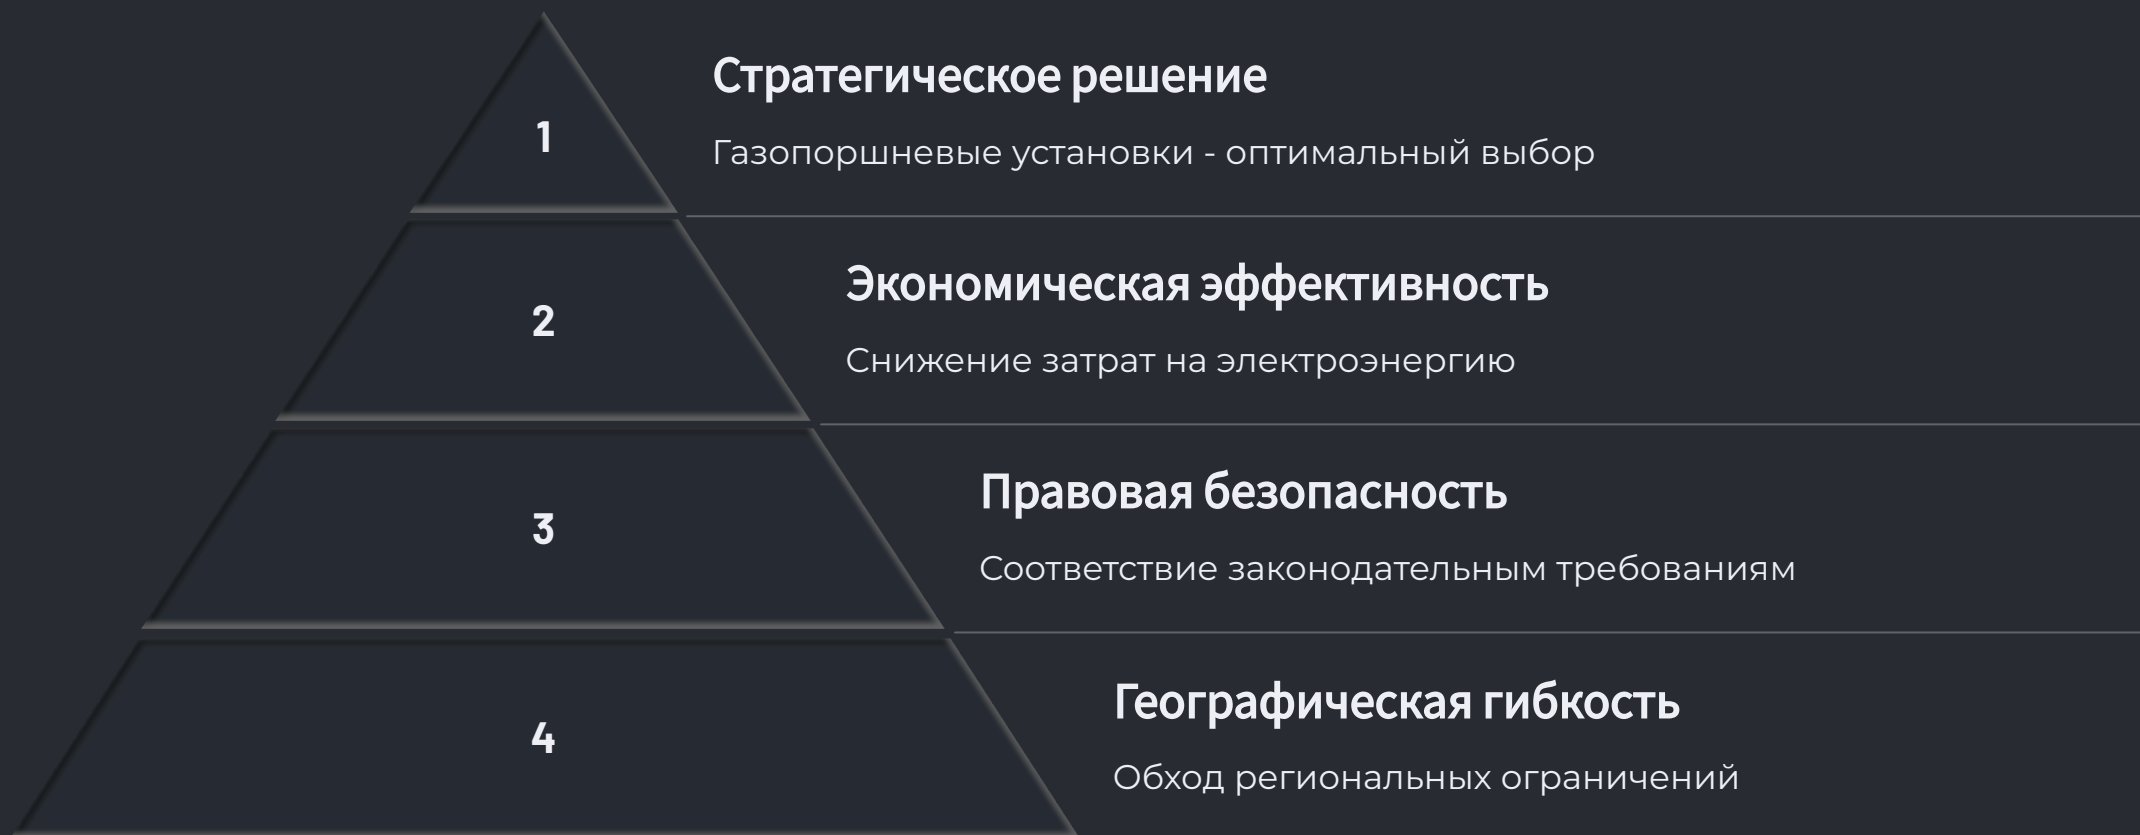 1
Стратегическое решение
Газопоршневые установки - оптимальный выбор
2
Экономическая эффективность
Снижение затрат на электроэнергию
3
Правовая безопасность
Соответствие законодательным требованиям
4
Географическая гибкость
Обход региональных ограничений